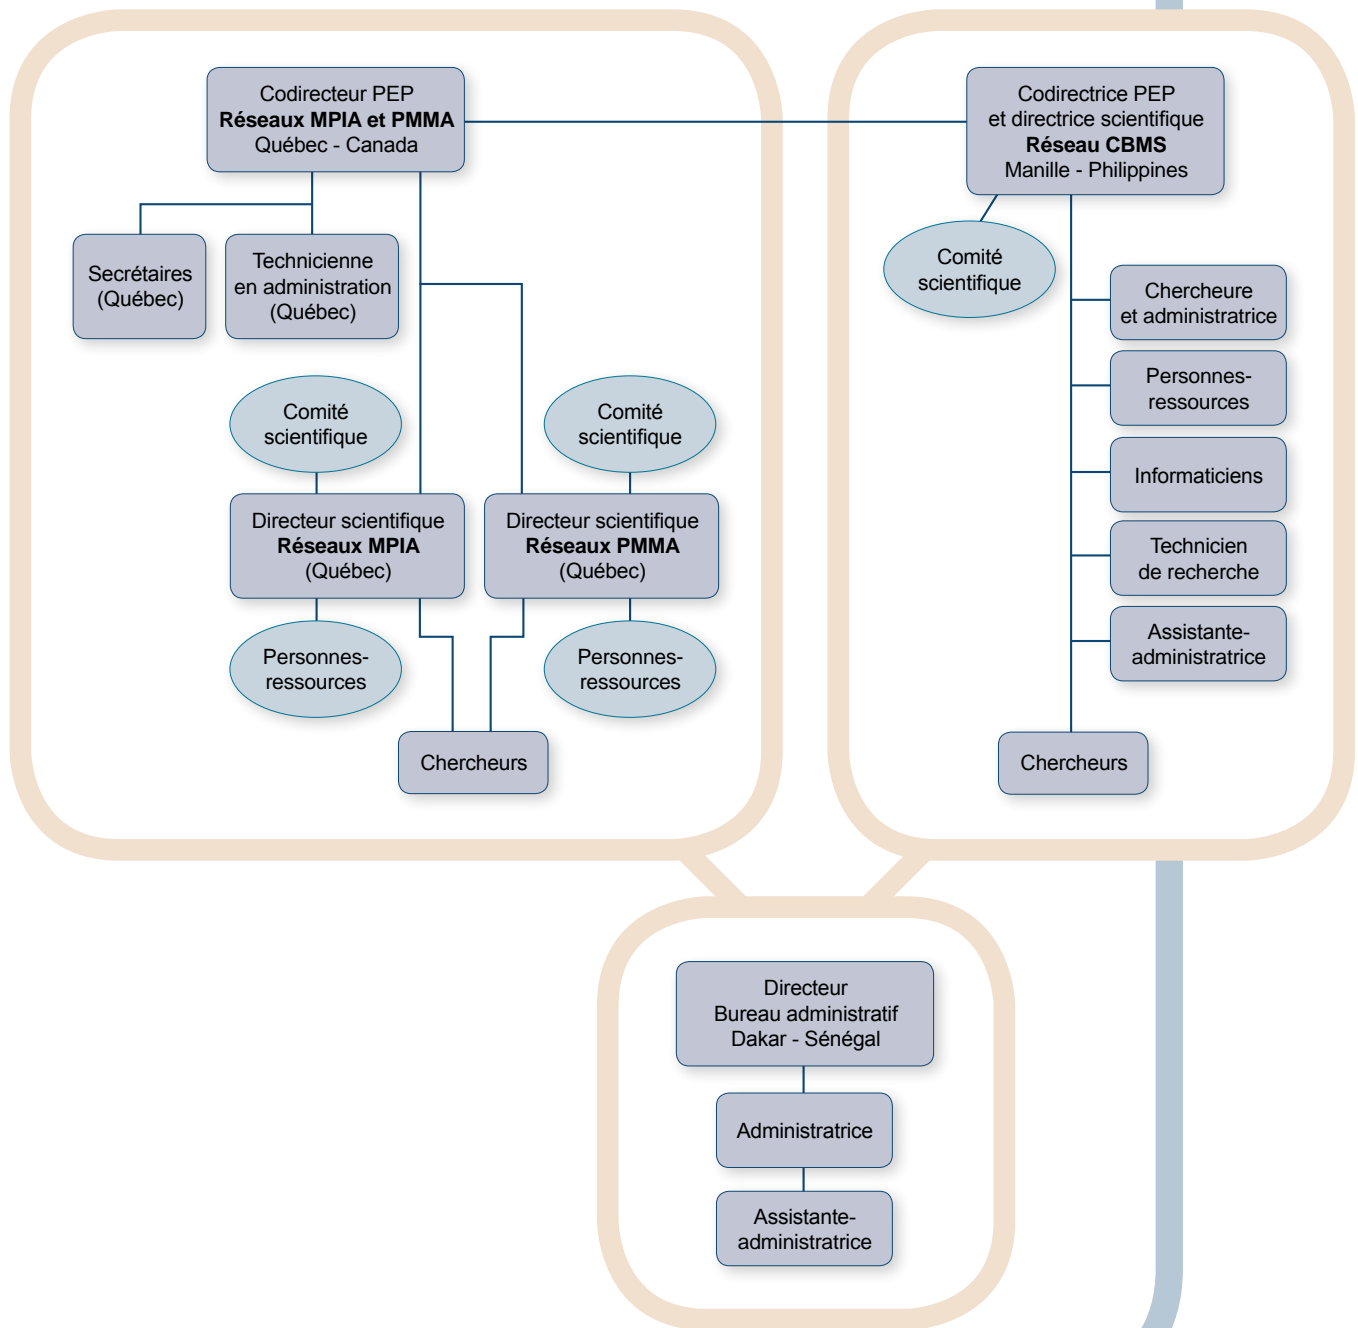 Codirecteur PEP
Réseaux MPIA et PMMA
Québec - Canada
Secrétaires
(Québec)
Technicienne
en administration
(Québec)
Comité
scientifique
Comité
scientifique
Directeur scientifique
Réseaux MPIA
(Québec)
Directeur scientifique
Réseaux PMMA
(Québec)
Personnes-
ressources
Personnes-
ressources
Chercheurs
Codirectrice PEP
et directrice scientifique
Réseau CBMS
Manille - Philippines
Comité
scientifique
Chercheure
et administratrice
Personnes-
ressources
Informaticiens
Technicien
de recherche
Assistante-
administratrice
Chercheurs
Directeur
Bureau administratif
Dakar - Sénégal
Administratrice
Assistante-
administratrice